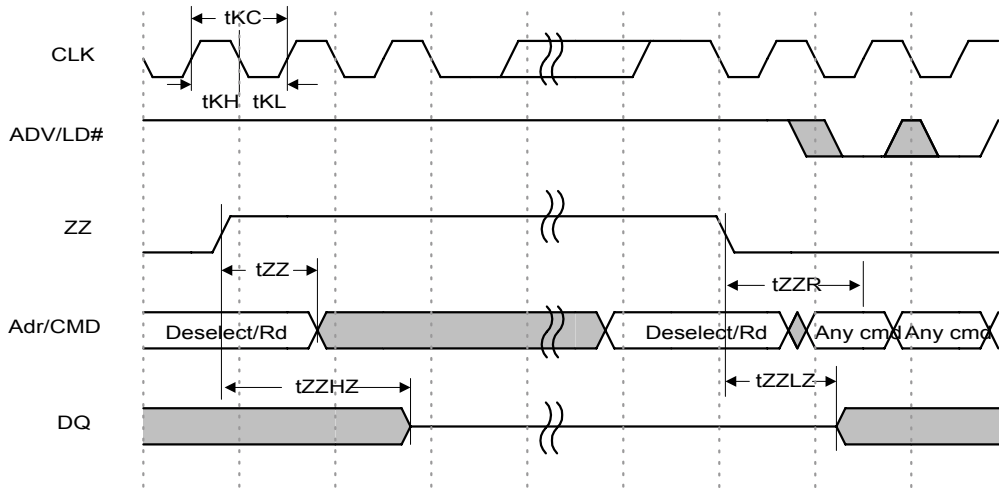 tKC
CLK
tKH tKL
ADV/LD#
ZZ
tZZ
tZZR
Adr/CMD
Deselect/Rd
Deselect/Rd
Any cmd
Any cmd
tZZHZ
tZZLZ
DQ